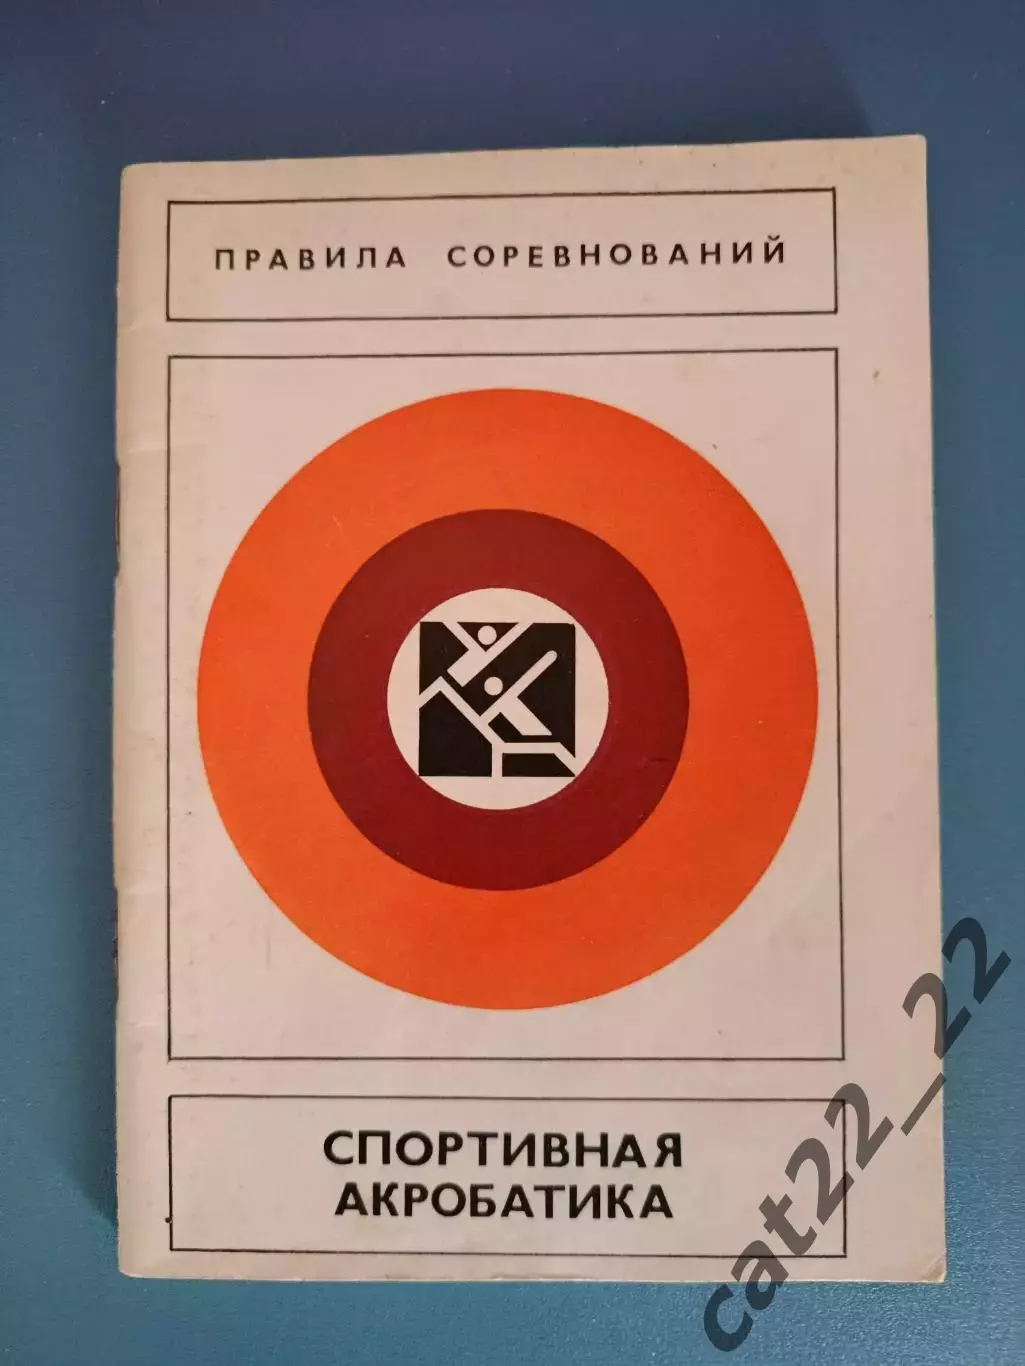 ПРАВИЛА СОРЕВНОВАНИЙ
СПОРТИВНАЯ
АКРОБАТИКА
cat22_22